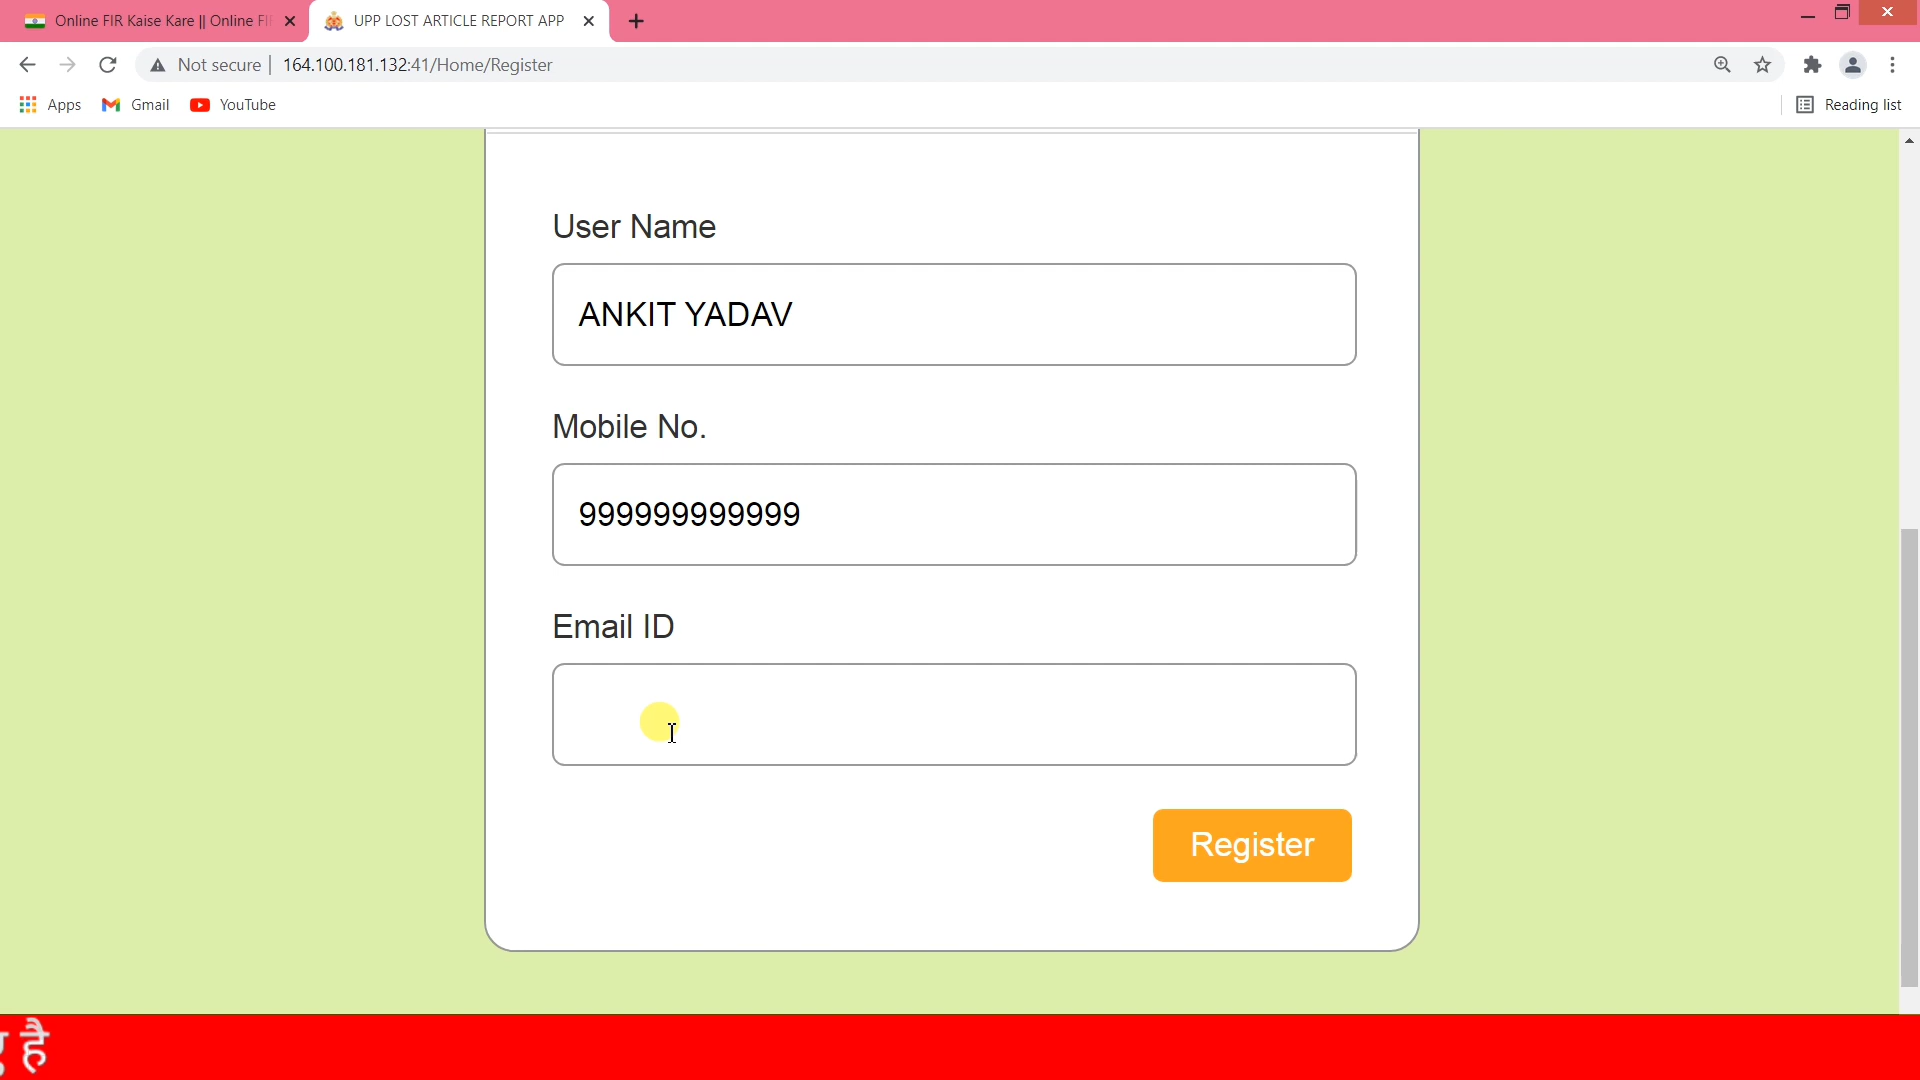 Online FIR Kaise Kare || Online FI
UPP LOST ARTICLE REPORT APP
Not secure | 164.100.181.132:41/Home/Register
Apps
Gmail
YouTube
Reading list
User Name
ANKIT YADAV
Mobile No.
999999999999
Email ID
Register
है